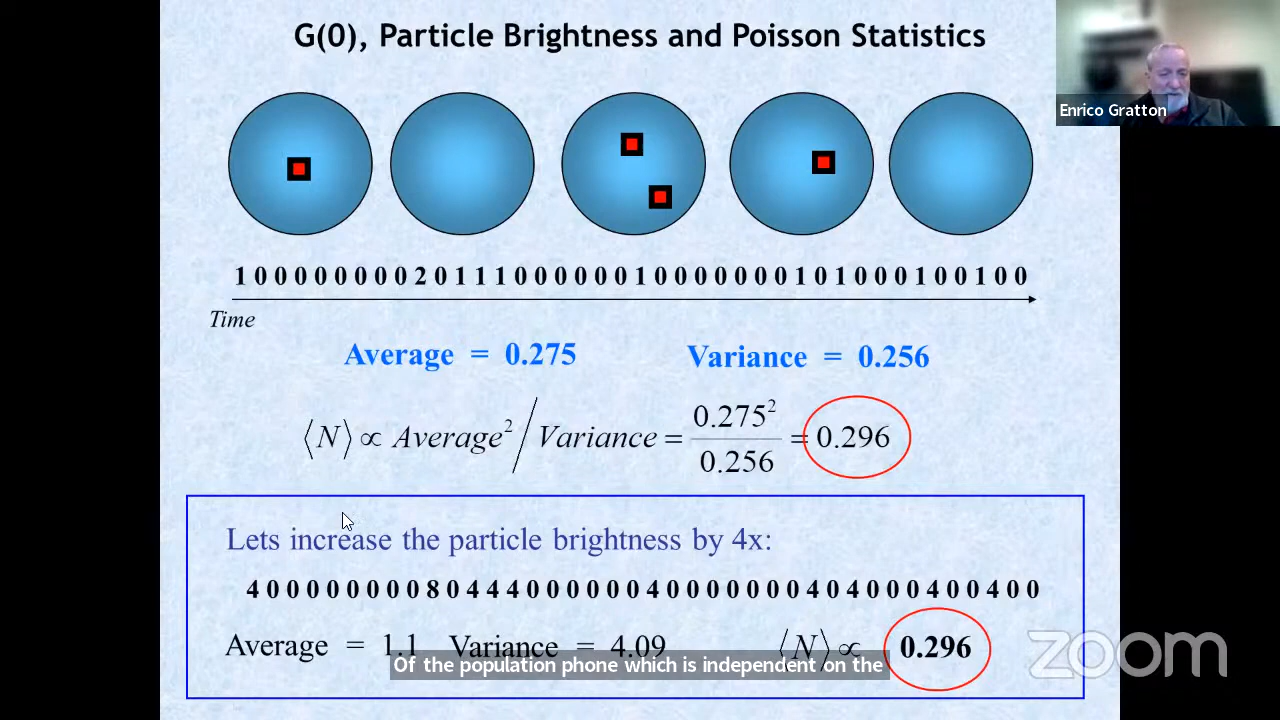 G(0), Particle Brightness and Poisson Statistics
Enrico Gratton
1 0 0 0 0 0 0 0 0 2 0 1 1 1 0 0 0 0 0 0 1 0 0 0 0 0 0 0 1 0 1 0 0 0 1 0 0 1 0 0
Time
Average = 0.275 Variance = 0.256
⟨N⟩ ∝ Average² / Variance = 0.275² / 0.256 = 0.296
Lets increase the particle brightness by 4x:
4 0 0 0 0 0 0 0 0 8 0 4 4 4 0 0 0 0 0 0 4 0 0 0 0 0 0 0 4 0 4 0 0 0 4 0 0 4 0 0
Average = 1.1 Variance = 4.09 ⟨N⟩ ∝ 0.296
Of the population phone which is independent on the
zoom